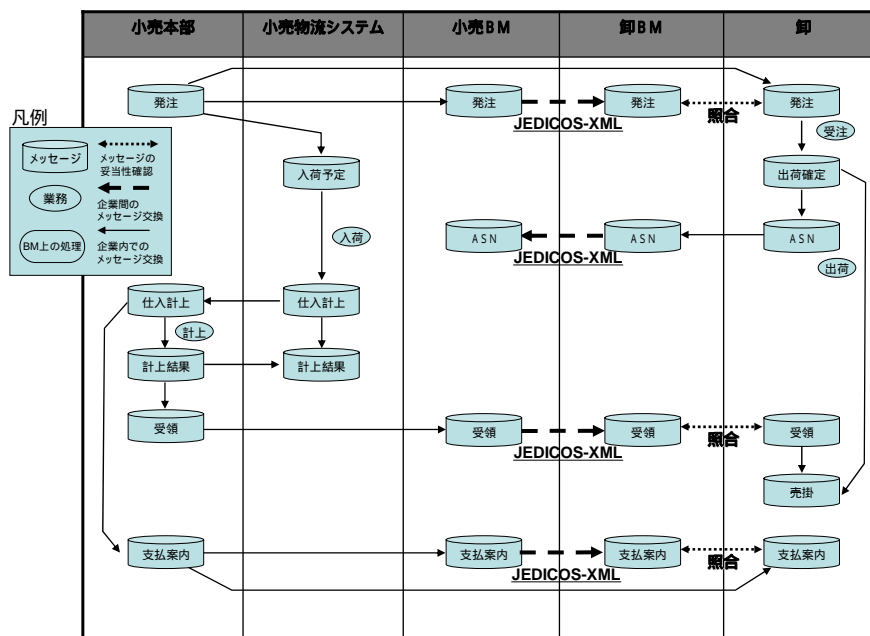 小売本部 小売物流システム 小売BM 卸BM 卸
発注 発注 発注 発注
JEDICOS-XML 照合
受注
凡例
メッセージ メッセージの
妥当性確認
業務 企業間の
メッセージ交換
BM上の処理 企業内での
メッセージ交換
入荷予定 出荷確定
入荷 ASN ASN ASN
JEDICOS-XML 出荷
仕入計上 仕入計上
計上
計上結果 計上結果
受領 受領 受領 受領
JEDICOS-XML 照合
売掛
支払案内 支払案内 支払案内 支払案内
JEDICOS-XML 照合